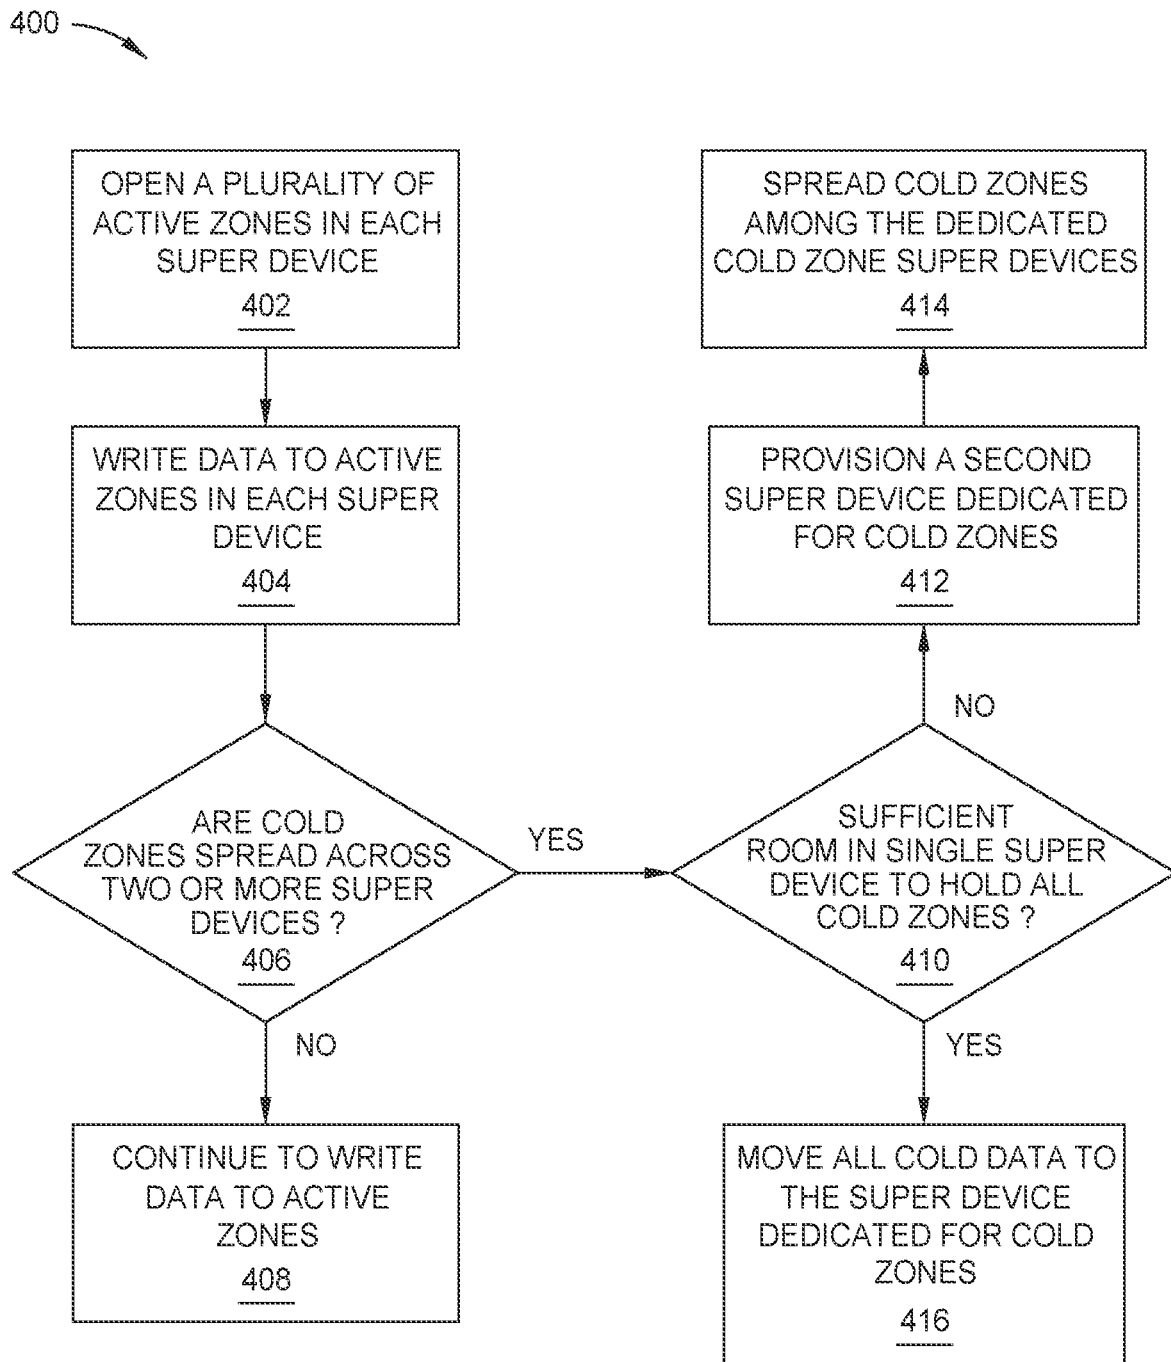 400
OPEN A PLURALITY OF
ACTIVE ZONES IN EACH
SUPER DEVICE
402
WRITE DATA TO ACTIVE
ZONES IN EACH SUPER
DEVICE
404
ARE COLD
ZONES SPREAD ACROSS
TWO OR MORE SUPER
DEVICES ?
406
YES
NO
CONTINUE TO WRITE
DATA TO ACTIVE
ZONES
408
SPREAD COLD ZONES
AMONG THE DEDICATED
COLD ZONE SUPER DEVICES
414
PROVISION A SECOND
SUPER DEVICE DEDICATED
FOR COLD ZONES
412
NO
SUFFICIENT
ROOM IN SINGLE SUPER
DEVICE TO HOLD ALL
COLD ZONES ?
410
YES
MOVE ALL COLD DATA TO
THE SUPER DEVICE
DEDICATED FOR COLD
ZONES
416